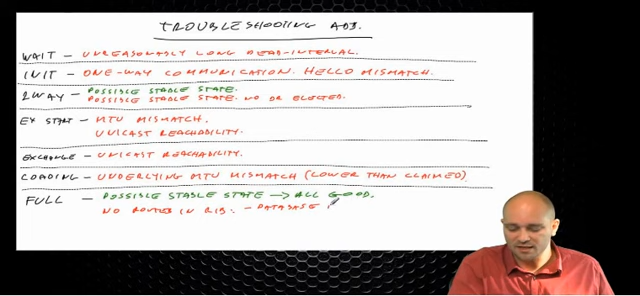 TROUBLESHOOTING ADJ.
WAIT - UNREASONABLY LONG DEAD-INTERVAL.
INIT - ONE-WAY COMMUNICATION. HELLO MISMATCH.
2WAY - POSSIBLE STABLE STATE.
POSSIBLE STABLE STATE. NO DR ELECTED.
EX START - MTU MISMATCH.
UNICAST REACHABILITY.
EXCHANGE - UNICAST REACHABILITY.
LOADING - UNDERLYING MTU MISMATCH (LOWER THAN CLAIMED)
FULL - POSSIBLE STABLE STATE → ALL GOOD.
NO ROUTES IN RIB. - DATABASE